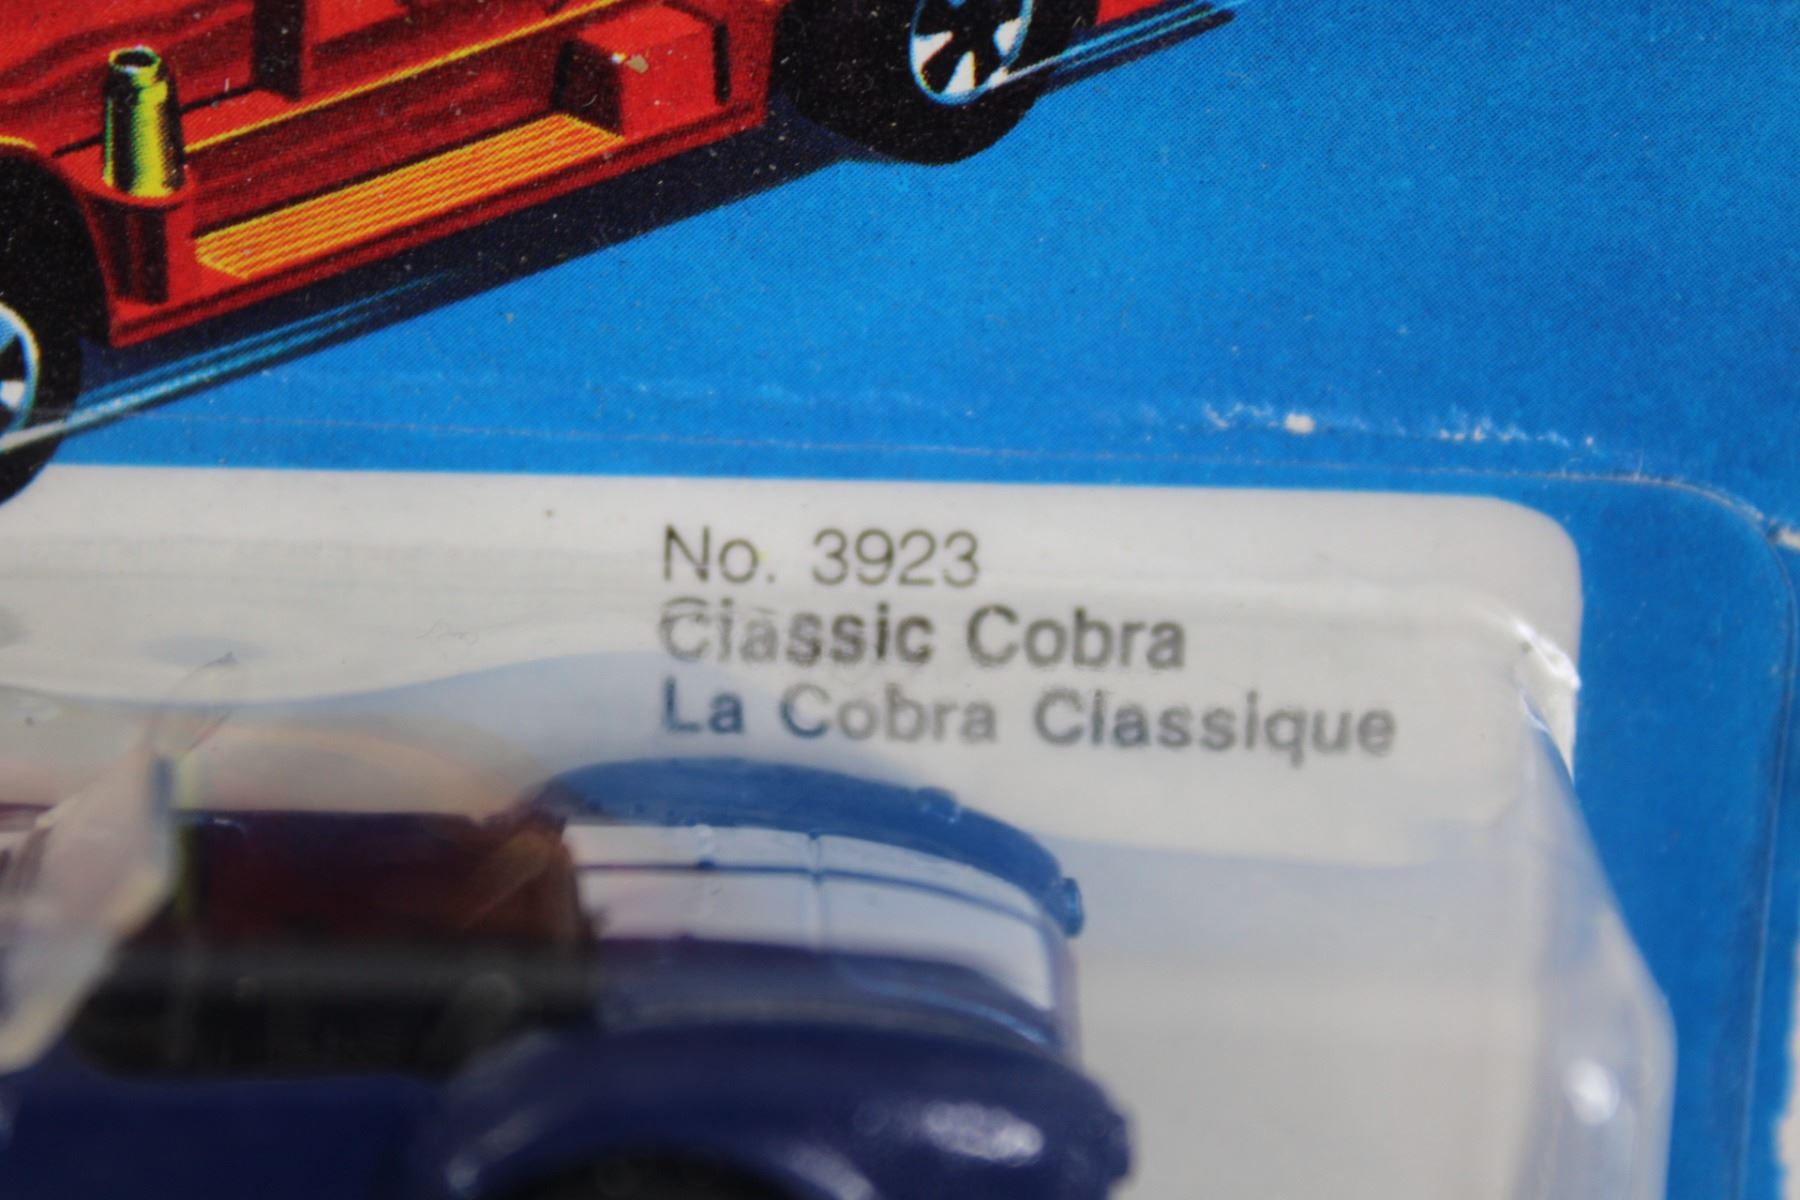 No. 3923
Classic Cobra
La Cobra Classique